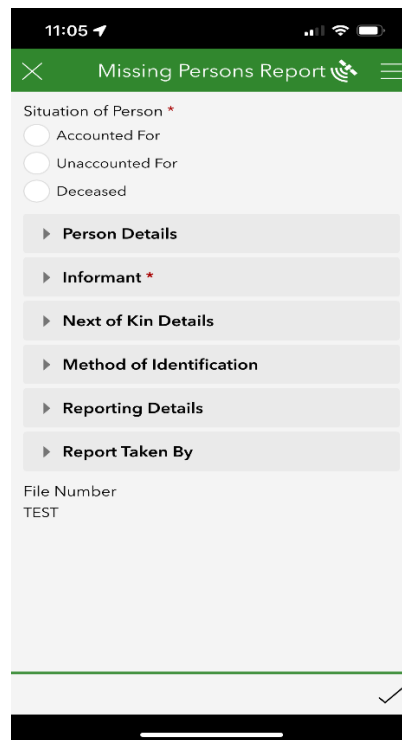 11:05
Missing Persons Report
Situation of Person *
Accounted For
Unaccounted For
Deceased
Person Details
Informant *
Next of Kin Details
Method of Identification
Reporting Details
Report Taken By
File Number
TEST